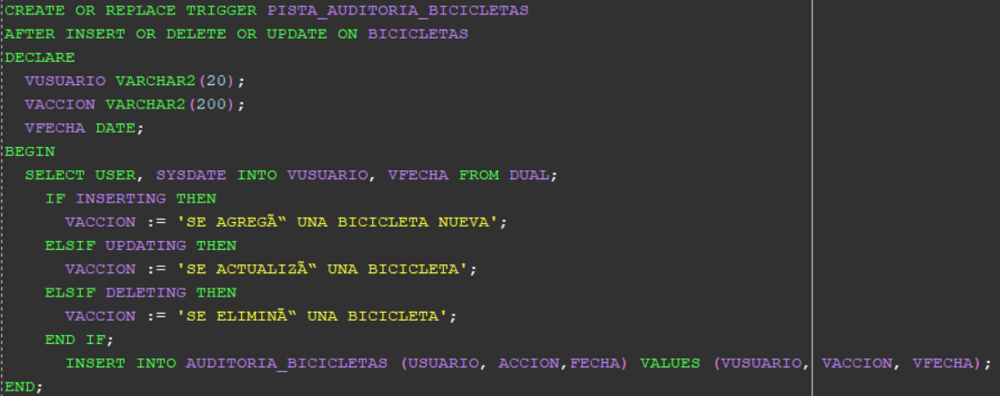 CREATE OR REPLACE TRIGGER PISTA_AUDITORIA_BICICLETAS
AFTER INSERT OR DELETE OR UPDATE ON BICICLETAS
DECLARE
VUSUARIO VARCHAR2(20);
VACCION VARCHAR2(200);
VFECHA DATE;
BEGIN
SELECT USER, SYSDATE INTO VUSUARIO, VFECHA FROM DUAL;
IF INSERTING THEN
VACCION := 'SE AGREGÃ“ UNA BICICLETA NUEVA';
ELSIF UPDATING THEN
VACCION := 'SE ACTUALIZÃ“ UNA BICICLETA';
ELSIF DELETING THEN
VACCION := 'SE ELIMINÃ“ UNA BICICLETA';
END IF;
INSERT INTO AUDITORIA_BICICLETAS (USUARIO, ACCION,FECHA) VALUES (VUSUARIO, VACCION, VFECHA);
END;